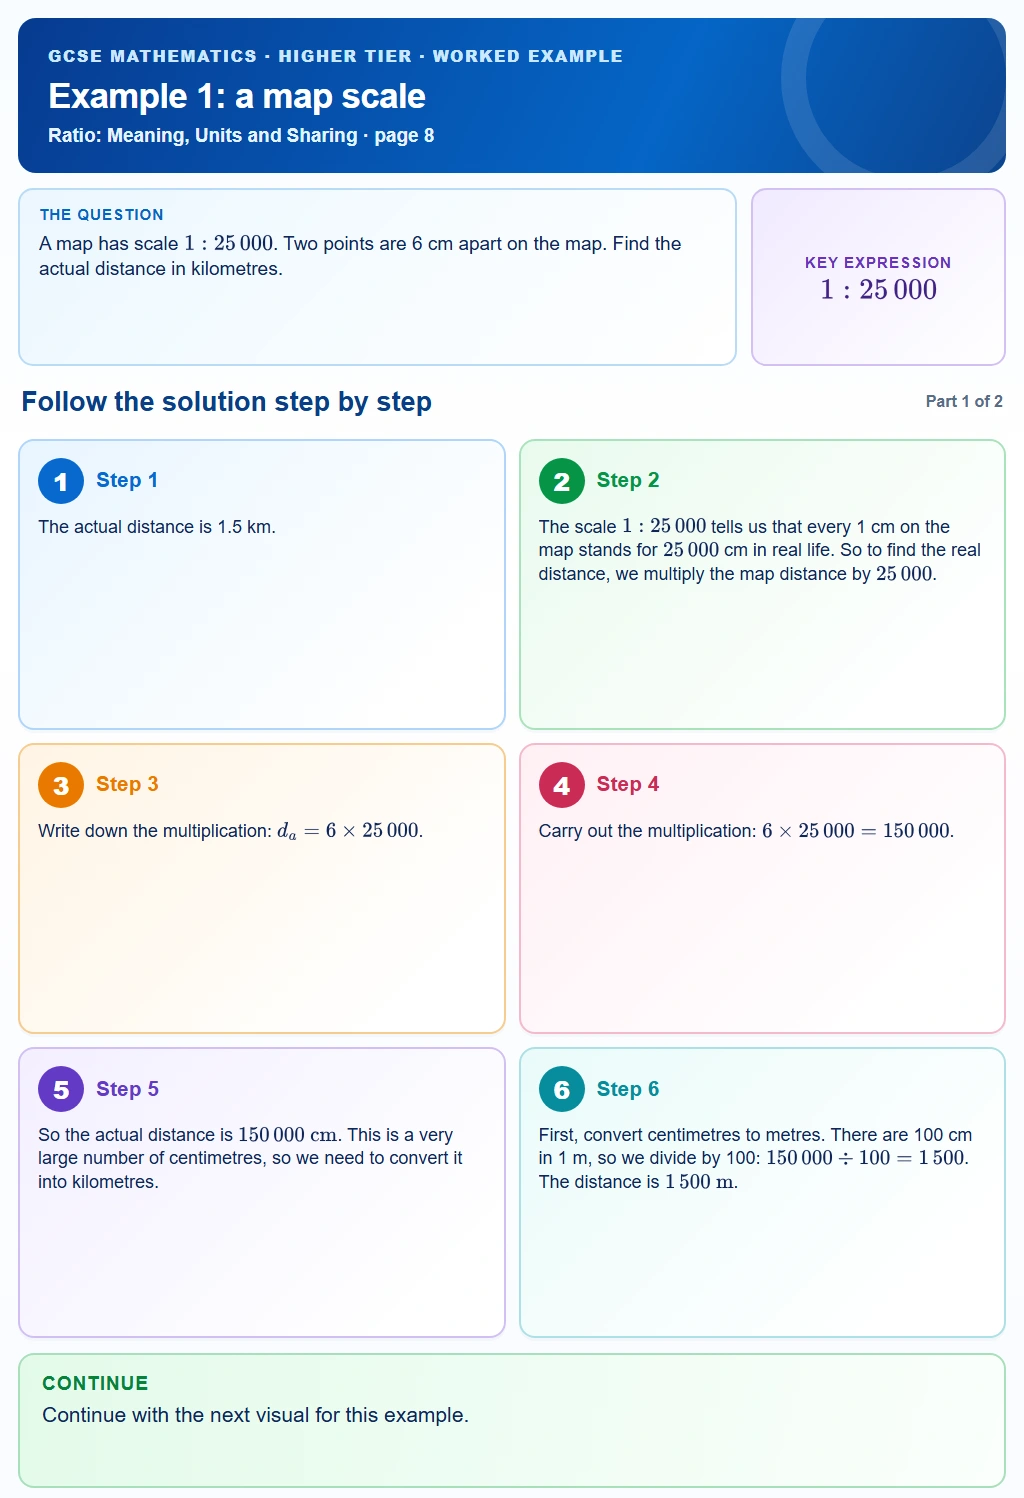 GCSE MATHEMATICS · HIGHER TIER · WORKED EXAMPLE
Example 1: a map scale
Ratio: Meaning, Units and Sharing · page 8
THE QUESTION
A map has scale 1 : 25 000. Two points are 6 cm apart on the map. Find the
actual distance in kilometres.
KEY EXPRESSION
1 : 25 000
Follow the solution step by step
Part 1 of 2
1 Step 1
The actual distance is 1.5 km.
2 Step 2
The scale 1 : 25 000 tells us that every 1 cm on the
map stands for 25 000 cm in real life. So to find the real
distance, we multiply the map distance by 25 000.
3 Step 3
Write down the multiplication: dₐ = 6 × 25 000.
4 Step 4
Carry out the multiplication: 6 × 25 000 = 150 000.
5 Step 5
So the actual distance is 150 000 cm. This is a very
large number of centimetres, so we need to convert it
into kilometres.
6 Step 6
First, convert centimetres to metres. There are 100 cm
in 1 m, so we divide by 100: 150 000 ÷ 100 = 1 500.
The distance is 1 500 m.
CONTINUE
Continue with the next visual for this example.